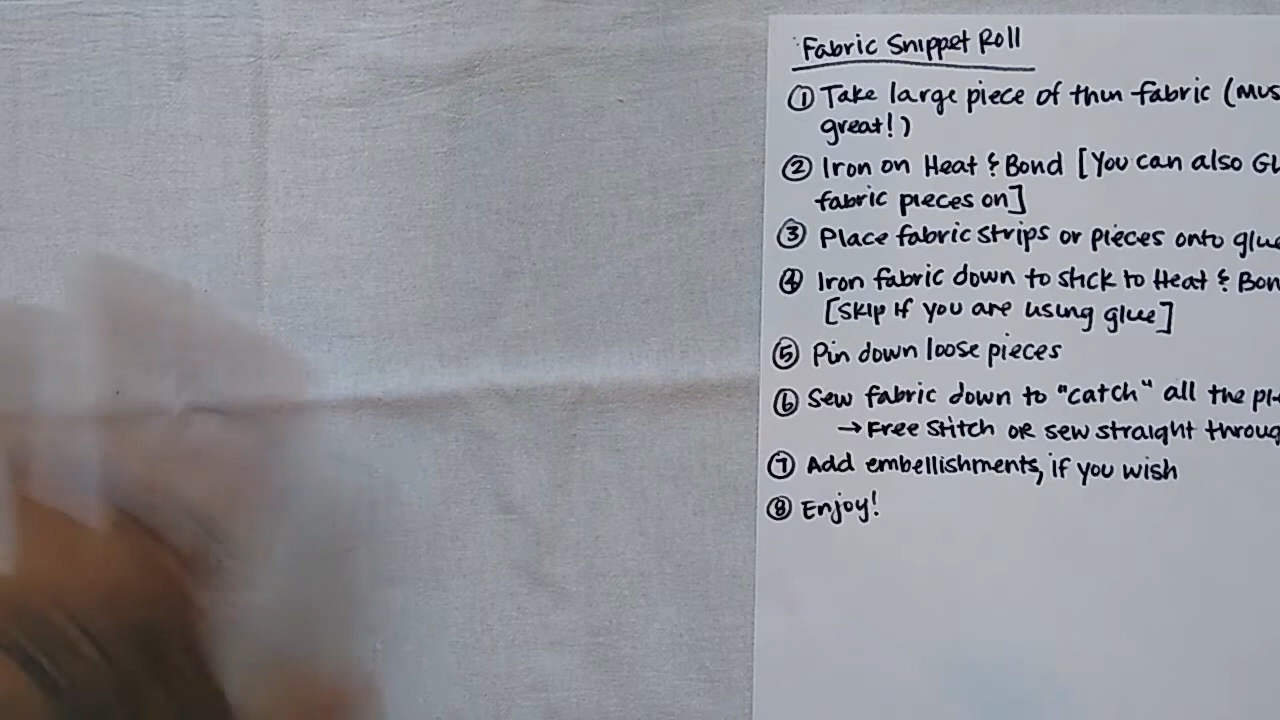 Fabric Snippet Roll
① Take large piece of thin fabric (Mus
great!)
② Iron on Heat & Bond [You can also GL
fabric pieces on]
③ Place fabric strips or pieces onto glue
④ Iron fabric down to stick to Heat & Bon
[Skip if you are using glue]
⑤ Pin down loose pieces
⑥ Sew fabric down to "catch" all the pi
→ Free stitch or sew straight throug
⑦ Add embellishments, if you wish
⑧ Enjoy!